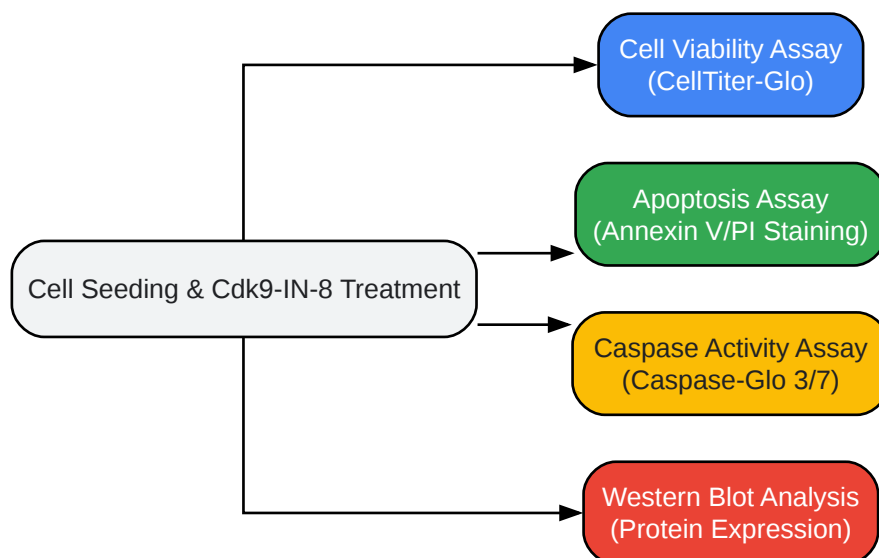 Cell Viability Assay
(CellTiter-Glo)
Apoptosis Assay
(Annexin V/PI Staining)
Cell Seeding & Cdk9-IN-8 Treatment
Caspase Activity Assay
(Caspase-Glo 3/7)
Western Blot Analysis
(Protein Expression)